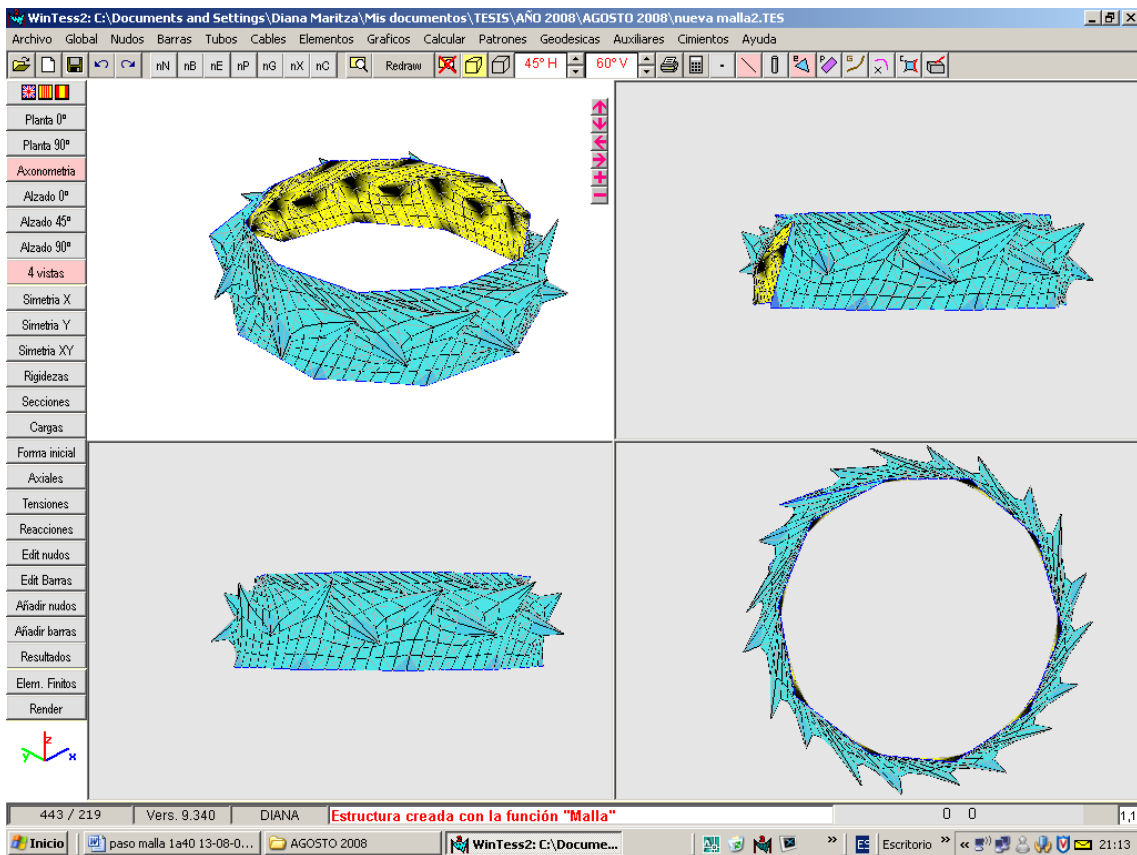 WinTess2: C:\Documents and Settings\Diana Maritza\Mis documentos\TESIS\AÑO 2008\AGOSTO 2008\nueva malla2.TES
Archivo Global Nudos Barras Tubos Cables Elementos Graficos Calcular Patrones Geodesicas Auxiliares Cimientos Ayuda
nN nB nE nP nG nX nC Redraw 45º H 60º V
Planta 0º
Planta 90º
Axonometria
Alzado 0º
Alzado 45º
Alzado 90º
4 vistas
Simetria X
Simetria Y
Simetria XY
Rigidezas
Secciones
Cargas
Forma inicial
Axiales
Tensiones
Reacciones
Edit nudos
Edit Barras
Añadir nudos
Añadir barras
Resultados
Elem. Finitos
Render
z
y x
443 / 219 Vers. 9.340 DIANA Estructura creada con la función "Malla" 0 0 1,1
Inicio paso malla 1a40 13-08-0... AGOSTO 2008 WinTess2: C:\Docume... » ES Escritorio » « 21:13